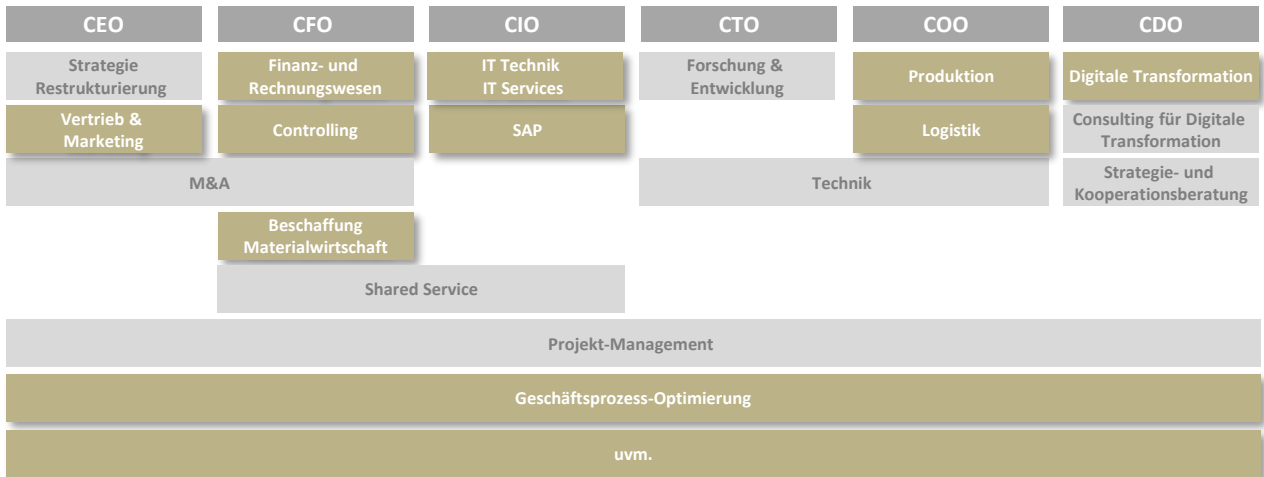 CEO
CFO
CIO
CTO
COO
CDO
Strategie
Restrukturierung
Finanz- und
Rechnungswesen
IT Technik
IT Services
Forschung &
Entwicklung
Produktion
Digitale Transformation
Vertrieb &
Marketing
Controlling
SAP
Logistik
Consulting für Digitale
Transformation
M&A
Technik
Strategie- und
Kooperationsberatung
Beschaffung
Materialwirtschaft
Shared Service
Projekt-Management
Geschäftsprozess-Optimierung
uvm.